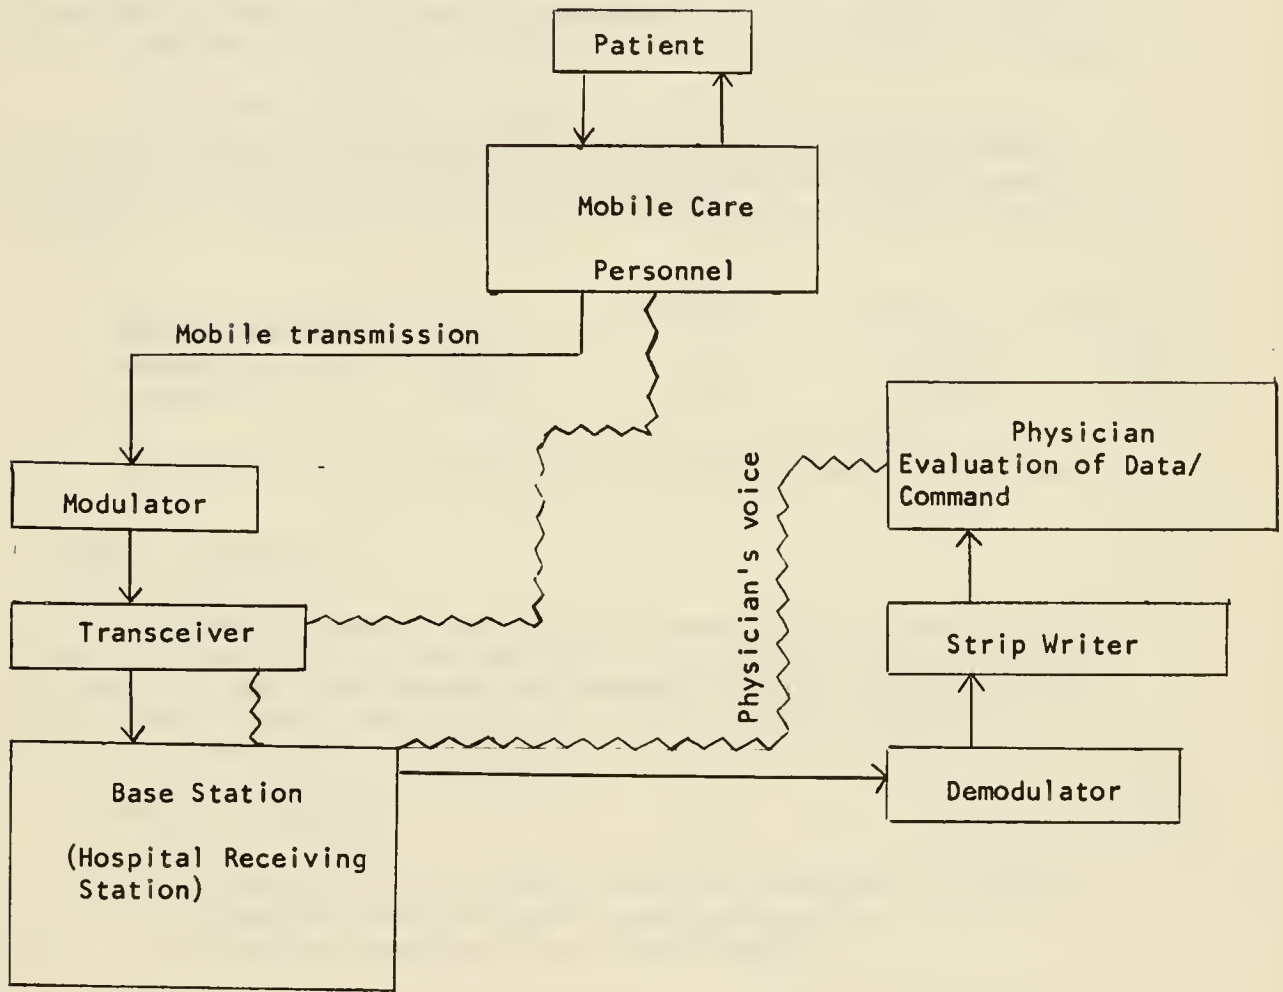 Patient
Mobile Care
Personnel
Mobile transmission
Modulator
Transceiver
Base Station
(Hospital Receiving
Station)
Physician's voice
Physician
Evaluation of Data/
Command
Strip Writer
Demodulator